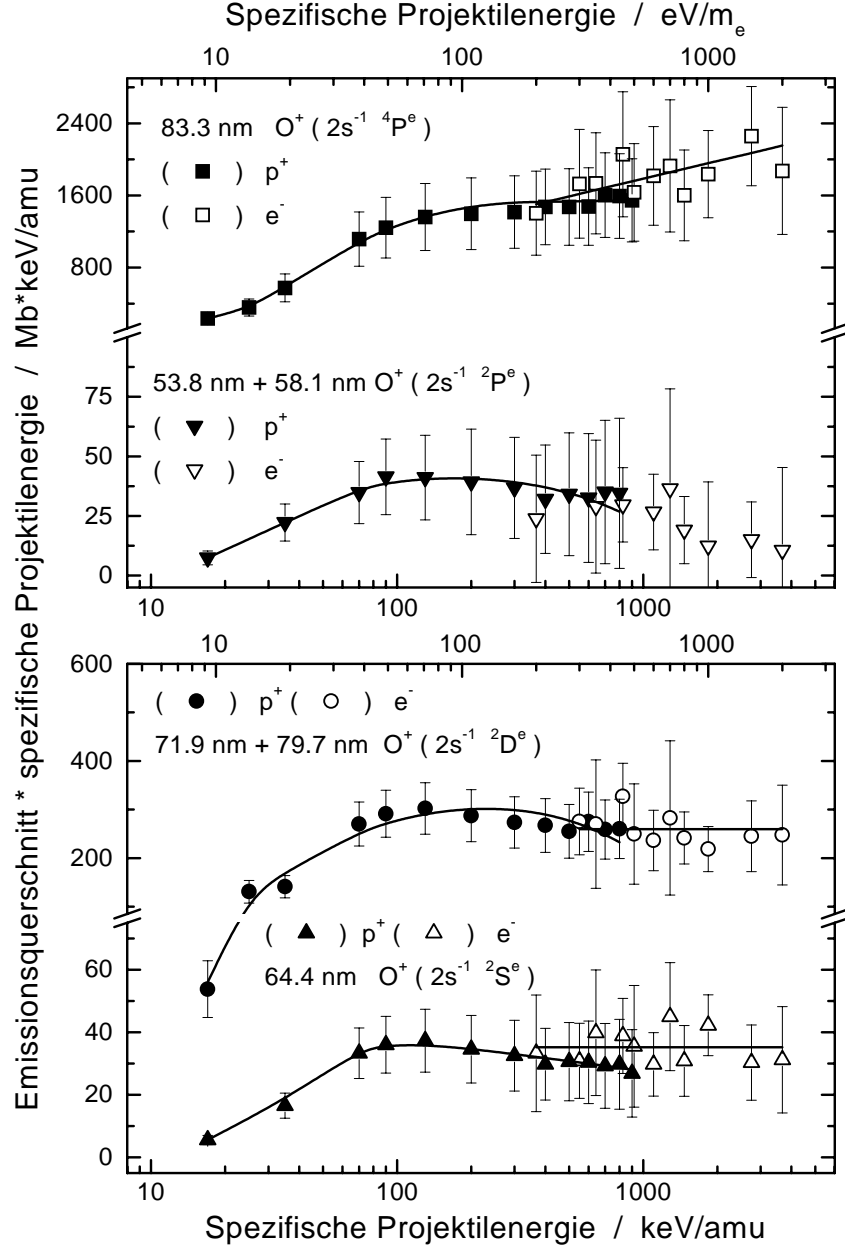 Spezifische Projektilenergie / eV/mₑ
10 100 1000
2400
1600
800
83.3 nm O⁺ ( 2s⁻¹ ⁴Pᵉ )
( ■ ) p⁺
( □ ) e⁻
75
50
25
0
53.8 nm + 58.1 nm O⁺ ( 2s⁻¹ ²Pᵉ )
( ▼ ) p⁺
( ▽ ) e⁻
10 100 1000
Emissionsquerschnitt * spezifische Projektilenergie / Mb*keV/amu
10 100 1000
600
400
200
( ● ) p⁺ ( ○ ) e⁻
71.9 nm + 79.7 nm O⁺ ( 2s⁻¹ ²Dᵉ )
60
40
20
0
( ▲ ) p⁺ ( △ ) e⁻
64.4 nm O⁺ ( 2s⁻¹ ²Sᵉ )
10 100 1000
Spezifische Projektilenergie / keV/amu